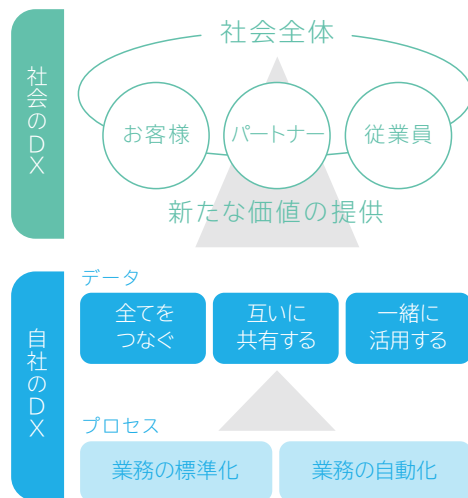 社会のDX
社会全体
お客様
パートナー
従業員
新たな価値の提供
自社のDX
データ
全てを
つなぐ
互いに
共有する
一緒に
活用する
プロセス
業務の標準化
業務の自動化